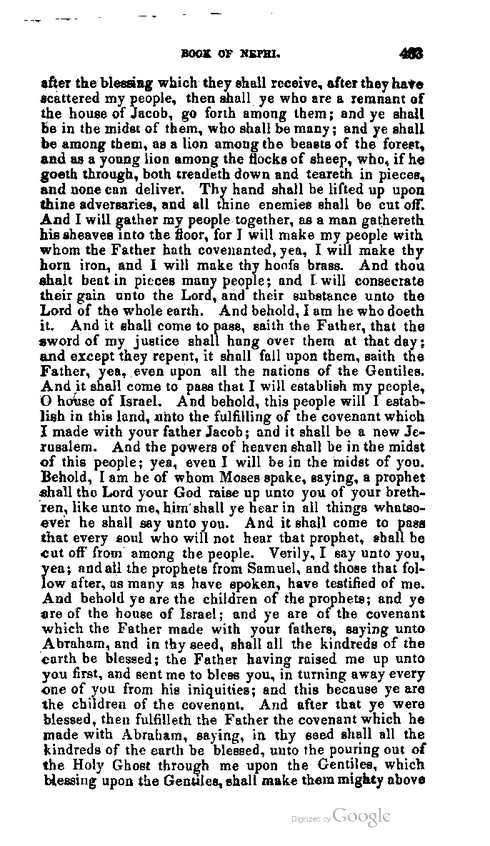 BOOK OF NEPHI. 463
after the blessing which they shall receive, after they have
scattered my people, then shall ye who are a remnant of
the house of Jacob, go forth among them; and ye shall
be in the midst of them, who shall be many; and ye shall
be among them, as a lion among the beasts of the forest,
and as a young lion among the flocks of sheep, who, if he
goeth through, both treadeth down and teareth in pieces,
and none can deliver. Thy hand shall be lifted up upon
thine adversaries, and all thine enemies shall be cut off.
And I will gather my people together, as a man gathereth
his sheaves into the floor, for I will make my people with
whom the Father hath covenanted, yea, I will make thy
horn iron, and I will make thy hoofs brass. And thou
shalt beat in pieces many people; and I will consecrate
their gain unto the Lord, and their substance unto the
Lord of the whole earth. And behold, I am he who doeth
it. And it shall come to pass, saith the Father, that the
sword of my justice shall hang over them at that day;
and except they repent, it shall fall upon them, saith the
Father, yea, even upon all the nations of the Gentiles.
And it shall come to pass that I will establish my people,
O house of Israel. And behold, this people will I estab-
lish in this land, unto the fulfilling of the covenant which
I made with your father Jacob; and it shall be a new Je-
rusalem. And the powers of heaven shall be in the midst
of this people; yea, even I will be in the midst of you.
Behold, I am he of whom Moses spake, saying, a prophet
shall the Lord your God raise up unto you of your breth-
ren, like unto me, him shall ye hear in all things whatso-
ever he shall say unto you. And it shall come to pass
that every soul who will not hear that prophet, shall be
cut off from among the people. Verily, I say unto you,
yea; and all the prophets from Samuel, and those that fol-
low after, as many as have spoken, have testified of me.
And behold ye are the children of the prophets; and ye
are of the house of Israel; and ye are of the covenant
which the Father made with your fathers, saying unto
Abraham, and in thy seed, shall all the kindreds of the
earth be blessed; the Father having raised me up unto
you first, and sent me to bless you, in turning away every
one of you from his iniquities; and this because ye are
the children of the covenant. And after that ye were
blessed, then fulfilleth the Father the covenant which he
made with Abraham, saying, in thy seed shall all the
kindreds of the earth be blessed, unto the pouring out of
the Holy Ghost through me upon the Gentiles, which
blessing upon the Gentiles, shall make them mighty above
Digitized by Google